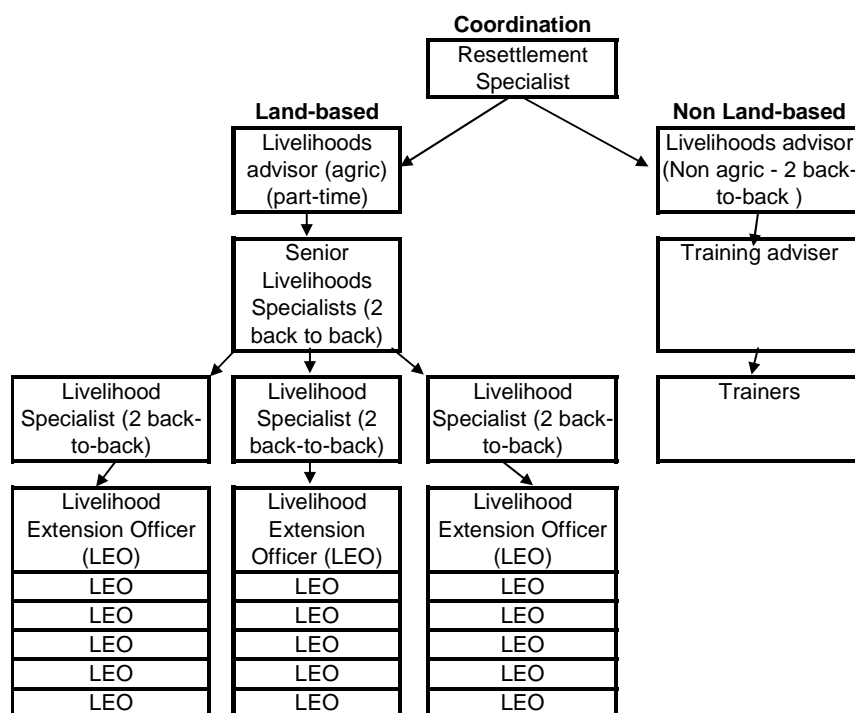 Coordination
Resettlement
Specialist
Land-based
Livelihoods
advisor (agric)
(part-time)
Non Land-based
Livelihoods advisor
(Non agric - 2 back-
to-back )
Senior
Livelihoods
Specialists (2
back to back)
Training adviser
Livelihood
Specialist (2 back-
to-back)
Livelihood
Specialist (2
back-to-back)
Livelihood
Specialist (2 back-
to-back)
Trainers
Livelihood
Extension Officer
(LEO)
LEO
LEO
LEO
LEO
LEO
Livelihood
Extension
Officer (LEO)
LEO
LEO
LEO
LEO
LEO
Livelihood
Extension Officer
(LEO)
LEO
LEO
LEO
LEO
LEO